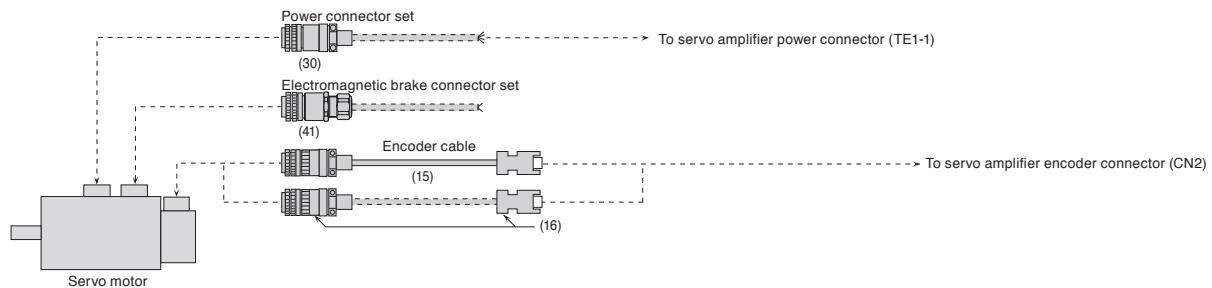 Power connector set
To servo amplifier power connector (TE1-1)
(30)
Electromagnetic brake connector set
(41)
Encoder cable
To servo amplifier encoder connector (CN2)
(15)
(16)
Servo motor